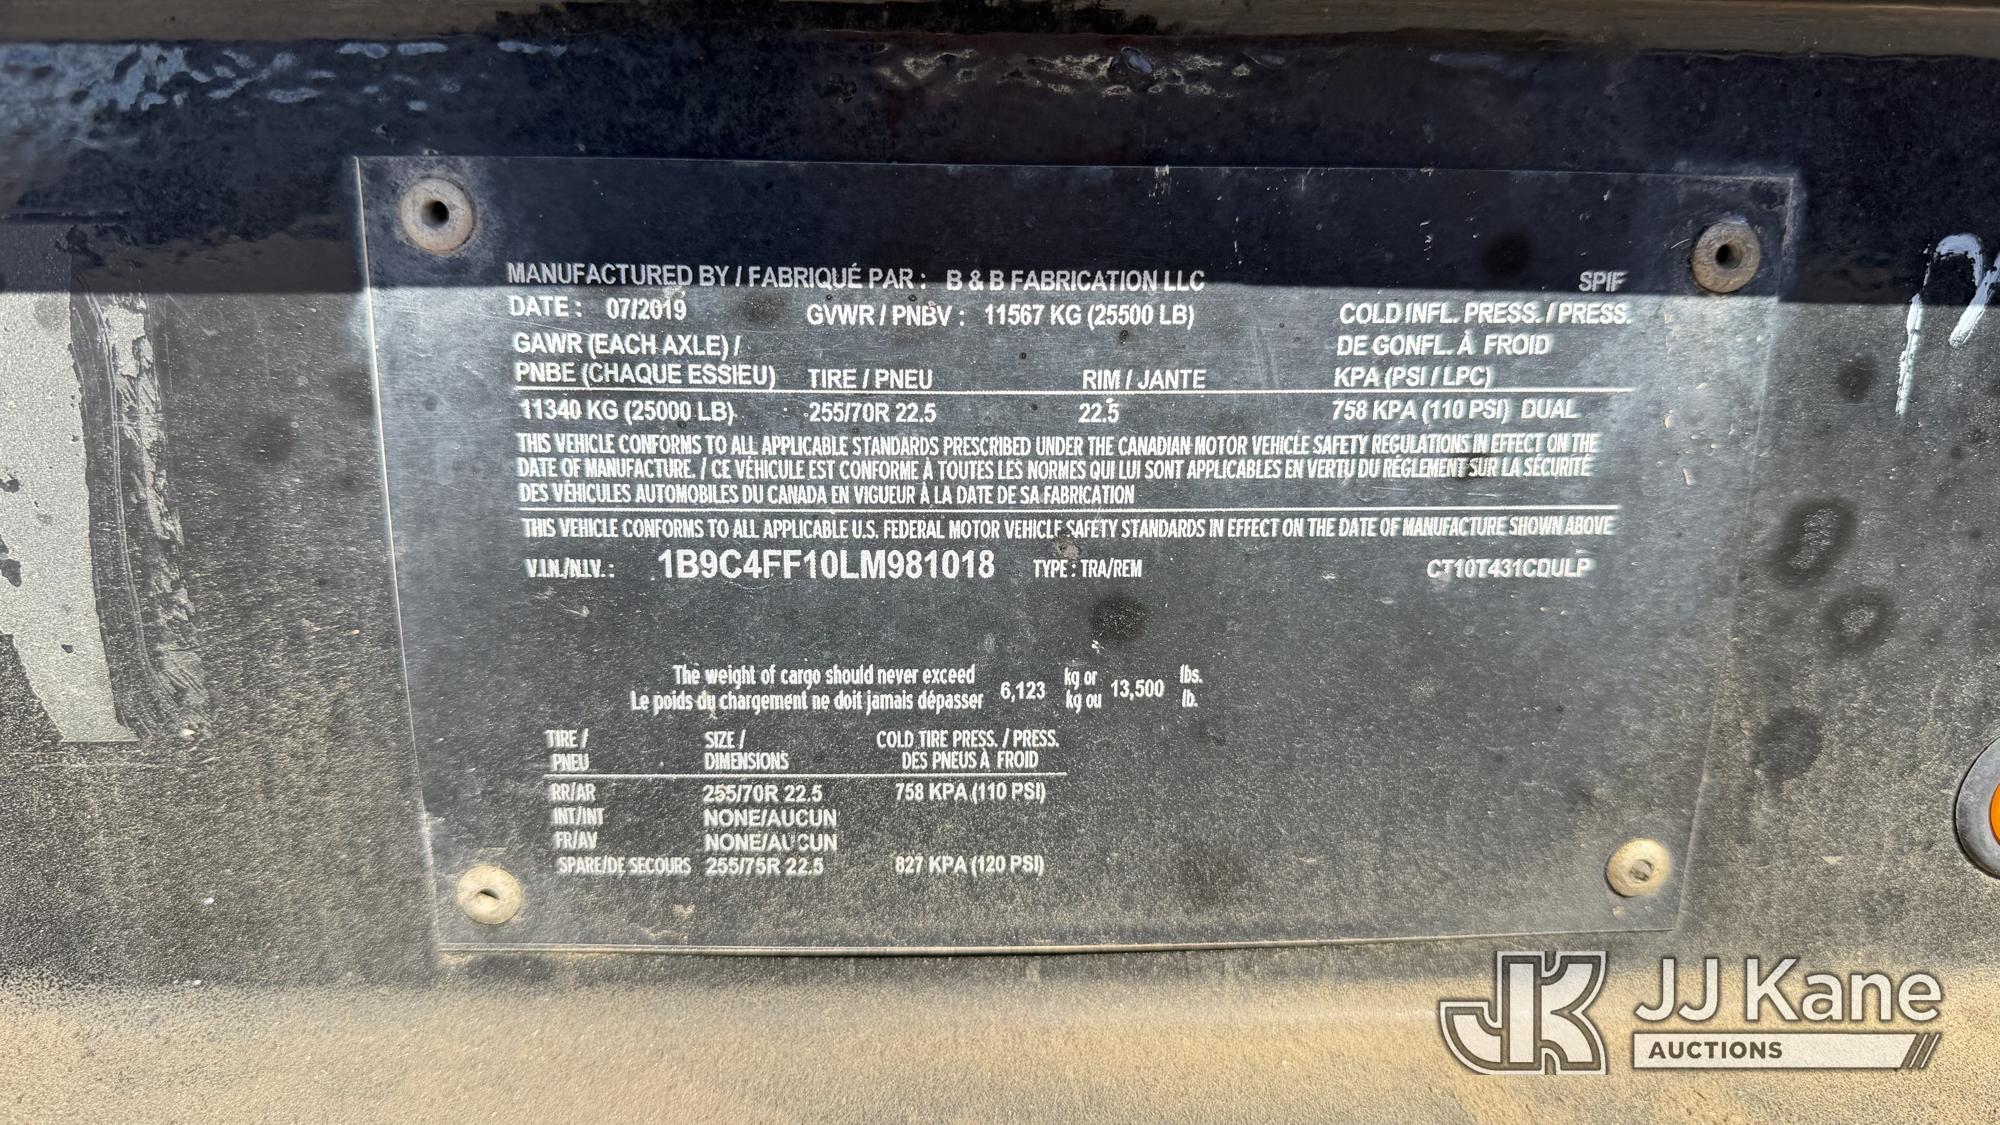 MANUFACTURED BY / FABRIQUÉ PAR : B & B FABRICATION LLC SPIF
DATE : 07/2019 GVWR / PNBV : 11567 KG (25500 LB) COLD INFL. PRESS. / PRESS.
GAWR (EACH AXLE) / DE GONFL. À FROID
PNBE (CHAQUE ESSIEU) TIRE / PNEU RIM / JANTE KPA (PSI / LPC)
11340 KG (25000 LB) 255/70R 22.5 22.5 758 KPA (110 PSI) DUAL
THIS VEHICLE CONFORMS TO ALL APPLICABLE STANDARDS PRESCRIBED UNDER THE CANADIAN MOTOR VEHICLE SAFETY REGULATIONS IN EFFECT ON THE
DATE OF MANUFACTURE. / CE VÉHICULE EST CONFORME À TOUTES LES NORMES QUI LUI SONT APPLICABLES EN VERTU DU RÈGLEMENT SUR LA SÉCURITÉ
DES VÉHICULES AUTOMOBILES DU CANADA EN VIGUEUR À LA DATE DE SA FABRICATION
THIS VEHICLE CONFORMS TO ALL APPLICABLE U.S. FEDERAL MOTOR VEHICLE SAFETY STANDARDS IN EFFECT ON THE DATE OF MANUFACTURE SHOWN ABOVE
V.I.N./N.I.V. : 1B9C4FF10LM981018 TYPE : TRA/REM CT10T431CDULP
The weight of cargo should never exceed 6,123 kg or 13,500 lbs.
Le poids du chargement ne doit jamais dépasser kg ou lb.
TIRE / SIZE / COLD TIRE PRESS. / PRESS.
PNEU DIMENSIONS DES PNEUS À FROID
RR/AR 255/70R 22.5 758 KPA (110 PSI)
INT/INT NONE/AUCUN
FR/AV NONE/AUCUN
SPARE/DE SECOURS 255/75R 22.5 827 KPA (120 PSI)
JK JJ Kane
AUCTIONS